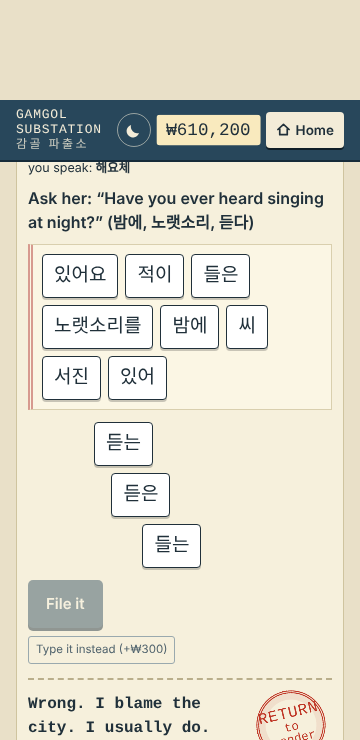 GAMGOL
SUBSTATION
감골 파출소
₩610,200
Home
you speak: 해요체
Ask her: “Have you ever heard singing
at night?” (밤에, 노랫소리, 듣다)
있어요 적이 들은
노랫소리를 밤에 씨
서진 있어
듣는
듣은
들는
File it
Type it instead (+₩300)
Wrong. I blame the
city. I usually do.
RETURN
to